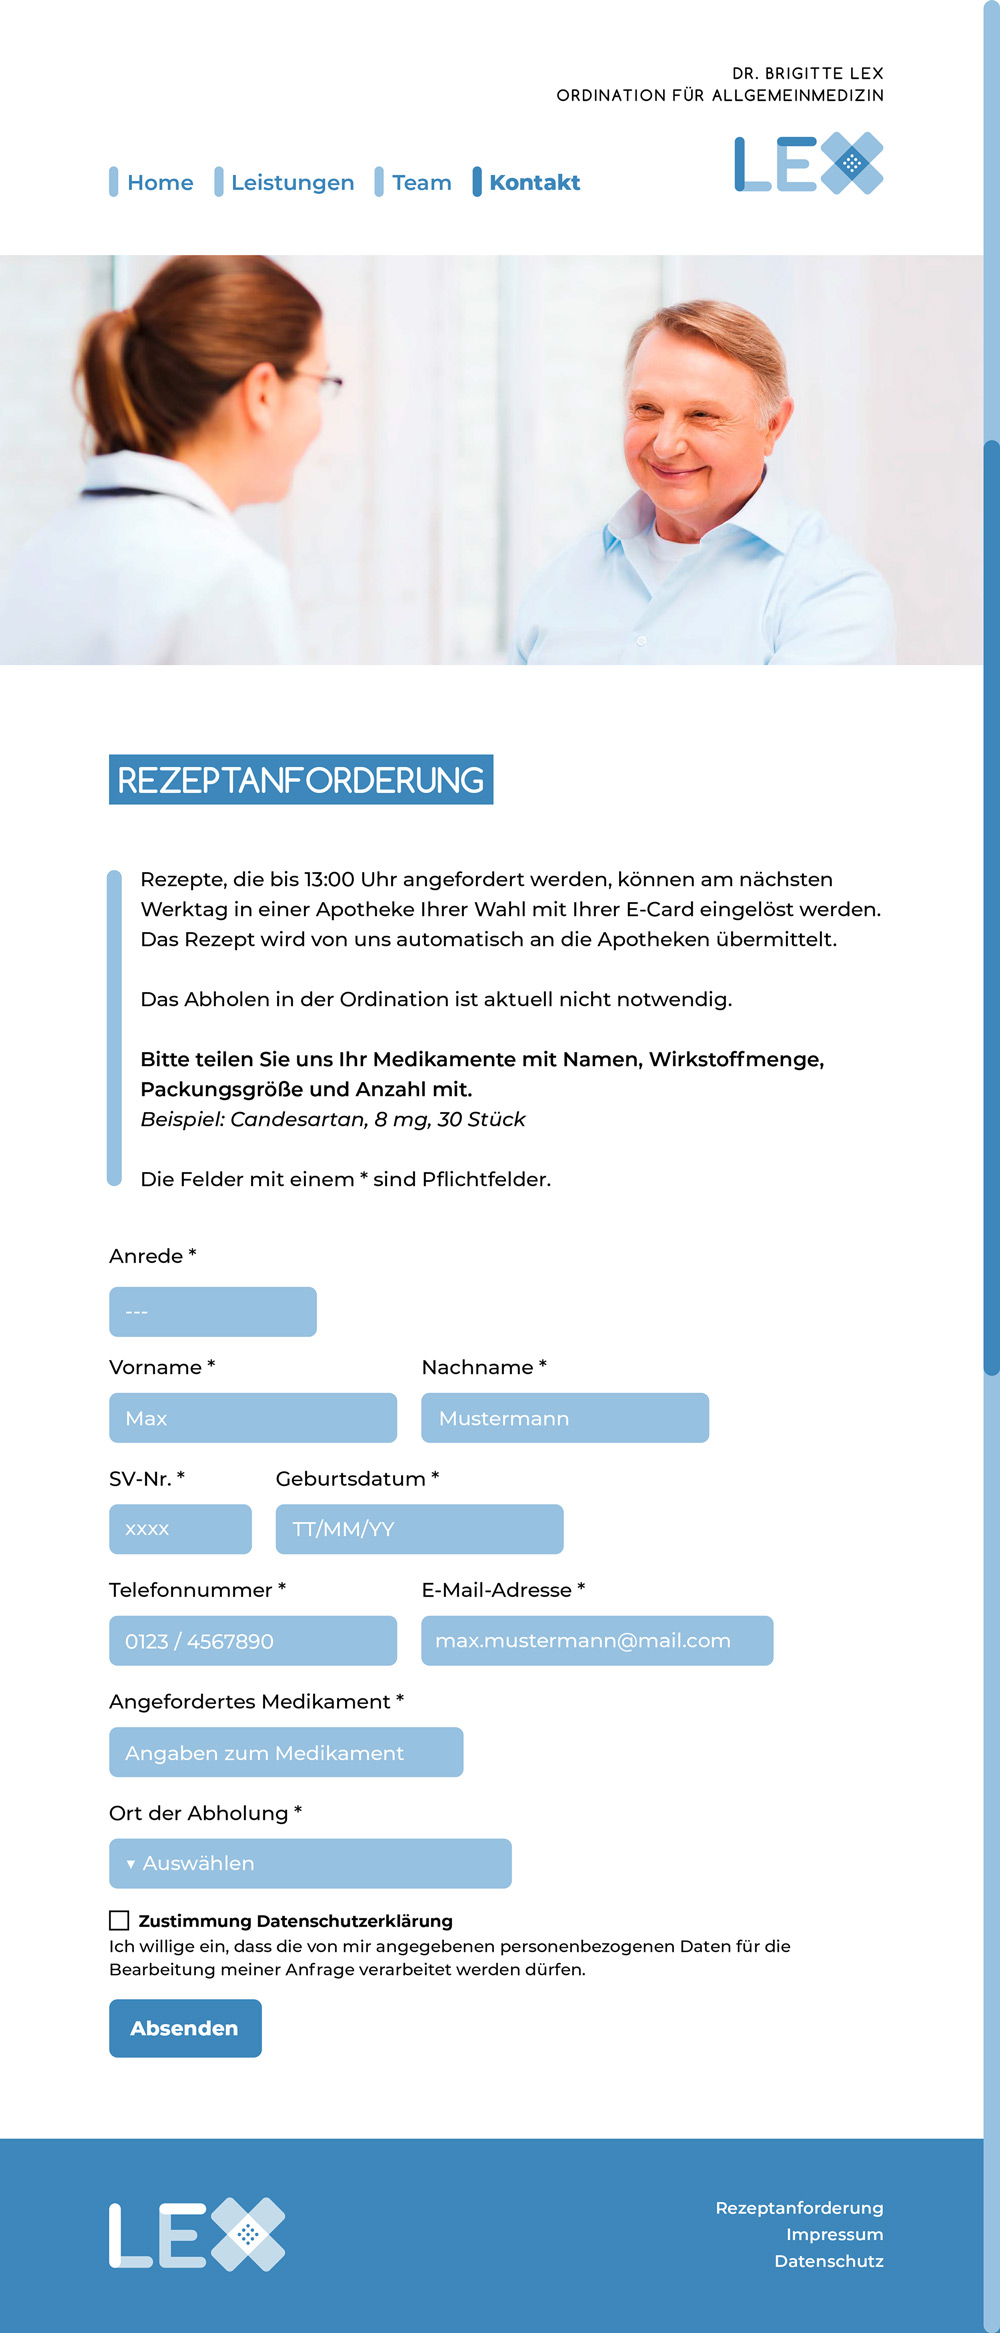 DR. BRIGITTE LEX
ORDINATION FÜR ALLGEMEINMEDIZIN
LEX
Home Leistungen Team Kontakt
REZEPTANFORDERUNG
Rezepte, die bis 13:00 Uhr angefordert werden, können am nächsten
Werktag in einer Apotheke Ihrer Wahl mit Ihrer E-Card eingelöst werden.
Das Rezept wird von uns automatisch an die Apotheken übermittelt.
Das Abholen in der Ordination ist aktuell nicht notwendig.
Bitte teilen Sie uns Ihr Medikamente mit Namen, Wirkstoffmenge,
Packungsgröße und Anzahl mit.
Beispiel: Candesartan, 8 mg, 30 Stück
Die Felder mit einem * sind Pflichtfelder.
Anrede *
---
Vorname * Nachname *
Max Mustermann
SV-Nr. * Geburtsdatum *
xxxx TT/MM/YY
Telefonnummer * E-Mail-Adresse *
0123 / 4567890 max.mustermann@mail.com
Angefordertes Medikament *
Angaben zum Medikament
Ort der Abholung *
▾ Auswählen
Zustimmung Datenschutzerklärung
Ich willige ein, dass die von mir angegebenen personenbezogenen Daten für die
Bearbeitung meiner Anfrage verarbeitet werden dürfen.
Absenden
LEX
Rezeptanforderung
Impressum
Datenschutz